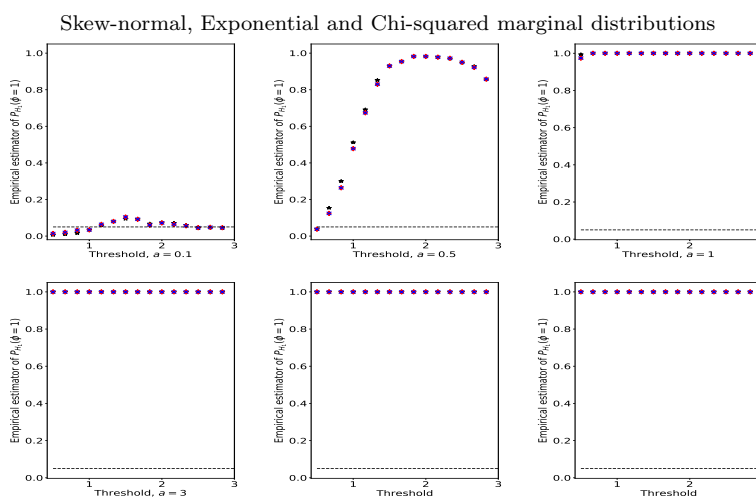 Skew-normal, Exponential and Chi-squared marginal distributions
Empirical estimator of P_{H_1}(ϕ = 1)
1.0
0.8
0.6
0.4
0.2
0.0
1 2 3
Threshold, a = 0.1
Empirical estimator of P_{H_1}(ϕ = 1)
1.0
0.8
0.6
0.4
0.2
0.0
1 2 3
Threshold, a = 0.5
Empirical estimator of P_{H_1}(ϕ = 1)
1.0
0.8
0.6
0.4
0.2
0.0
1 2
Threshold, a = 1
Empirical estimator of P_{H_1}(ϕ = 1)
1.0
0.8
0.6
0.4
0.2
0.0
1 2 3
Threshold, a = 3
Empirical estimator of P_{H_1}(ϕ = 1)
1.0
0.8
0.6
0.4
0.2
0.0
1 2 3
Threshold
Empirical estimator of P_{H_1}(ϕ = 1)
1.0
0.8
0.6
0.4
0.2
0.0
1 2
Threshold